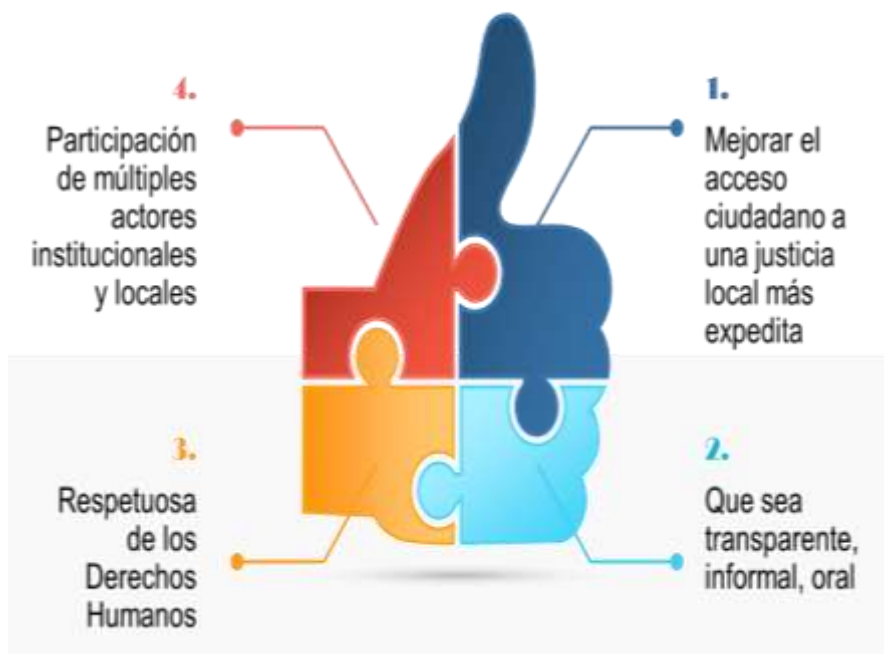 1.
Mejorar el
acceso
ciudadano a
una justicia
local más
expedita
2.
Que sea
transparente,
informal, oral
3.
Respetuosa
de los
Derechos
Humanos
4.
Participación
de múltiples
actores
institucionales
y locales